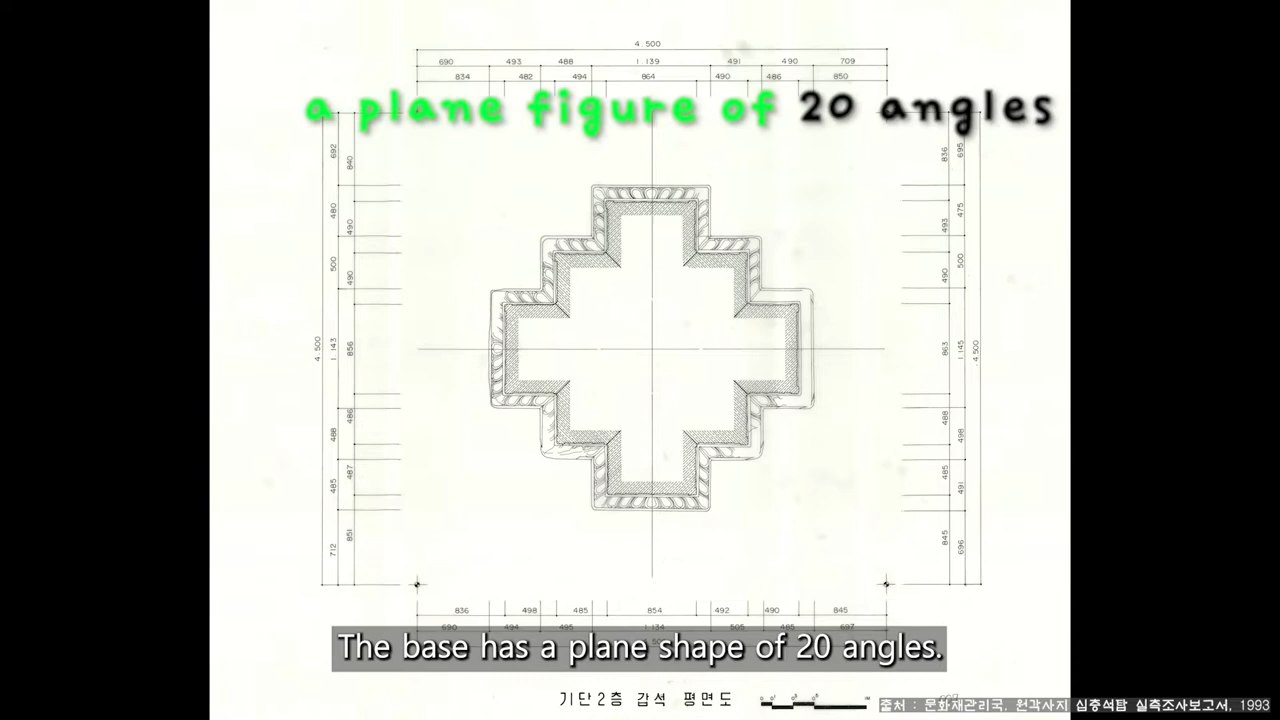 4.500
690 493 488 1.139 491 490 709
834 482 494 864 490 486 850
a plane figure of 20 angles
692 480 500 1.143 488 485 712
840 490 490 856 486 487 851
4.500
836 493 490 863 488 485 845
695 475 500 1.145 498 491 696
4.500
836 498 485 854 492 490 845
690 494 495 1.134 505 485 697
The base has a plane shape of 20 angles.
기단2층 갑석 평면도
출처 : 문화재관리국, 원각사지 십층석탑 실측조사보고서, 1993